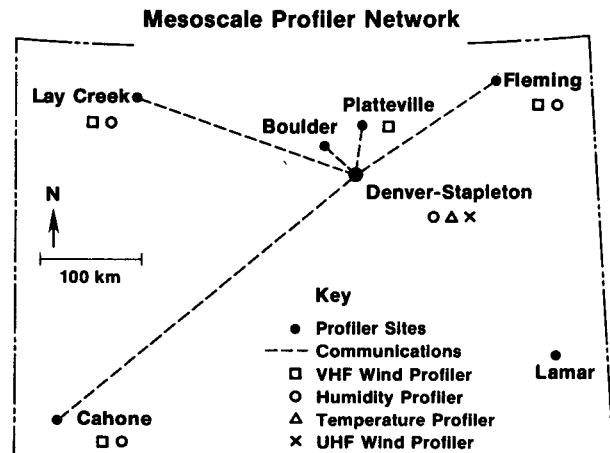 Mesoscale Profiler Network
Fleming
Lay Creek
Platteville
Boulder
Denver-Stapleton
N
100 km
Key
Profiler Sites
Communications
VHF Wind Profiler
Lamar
Humidity Profiler
Cahone
Temperature Profiler
UHF Wind Profiler